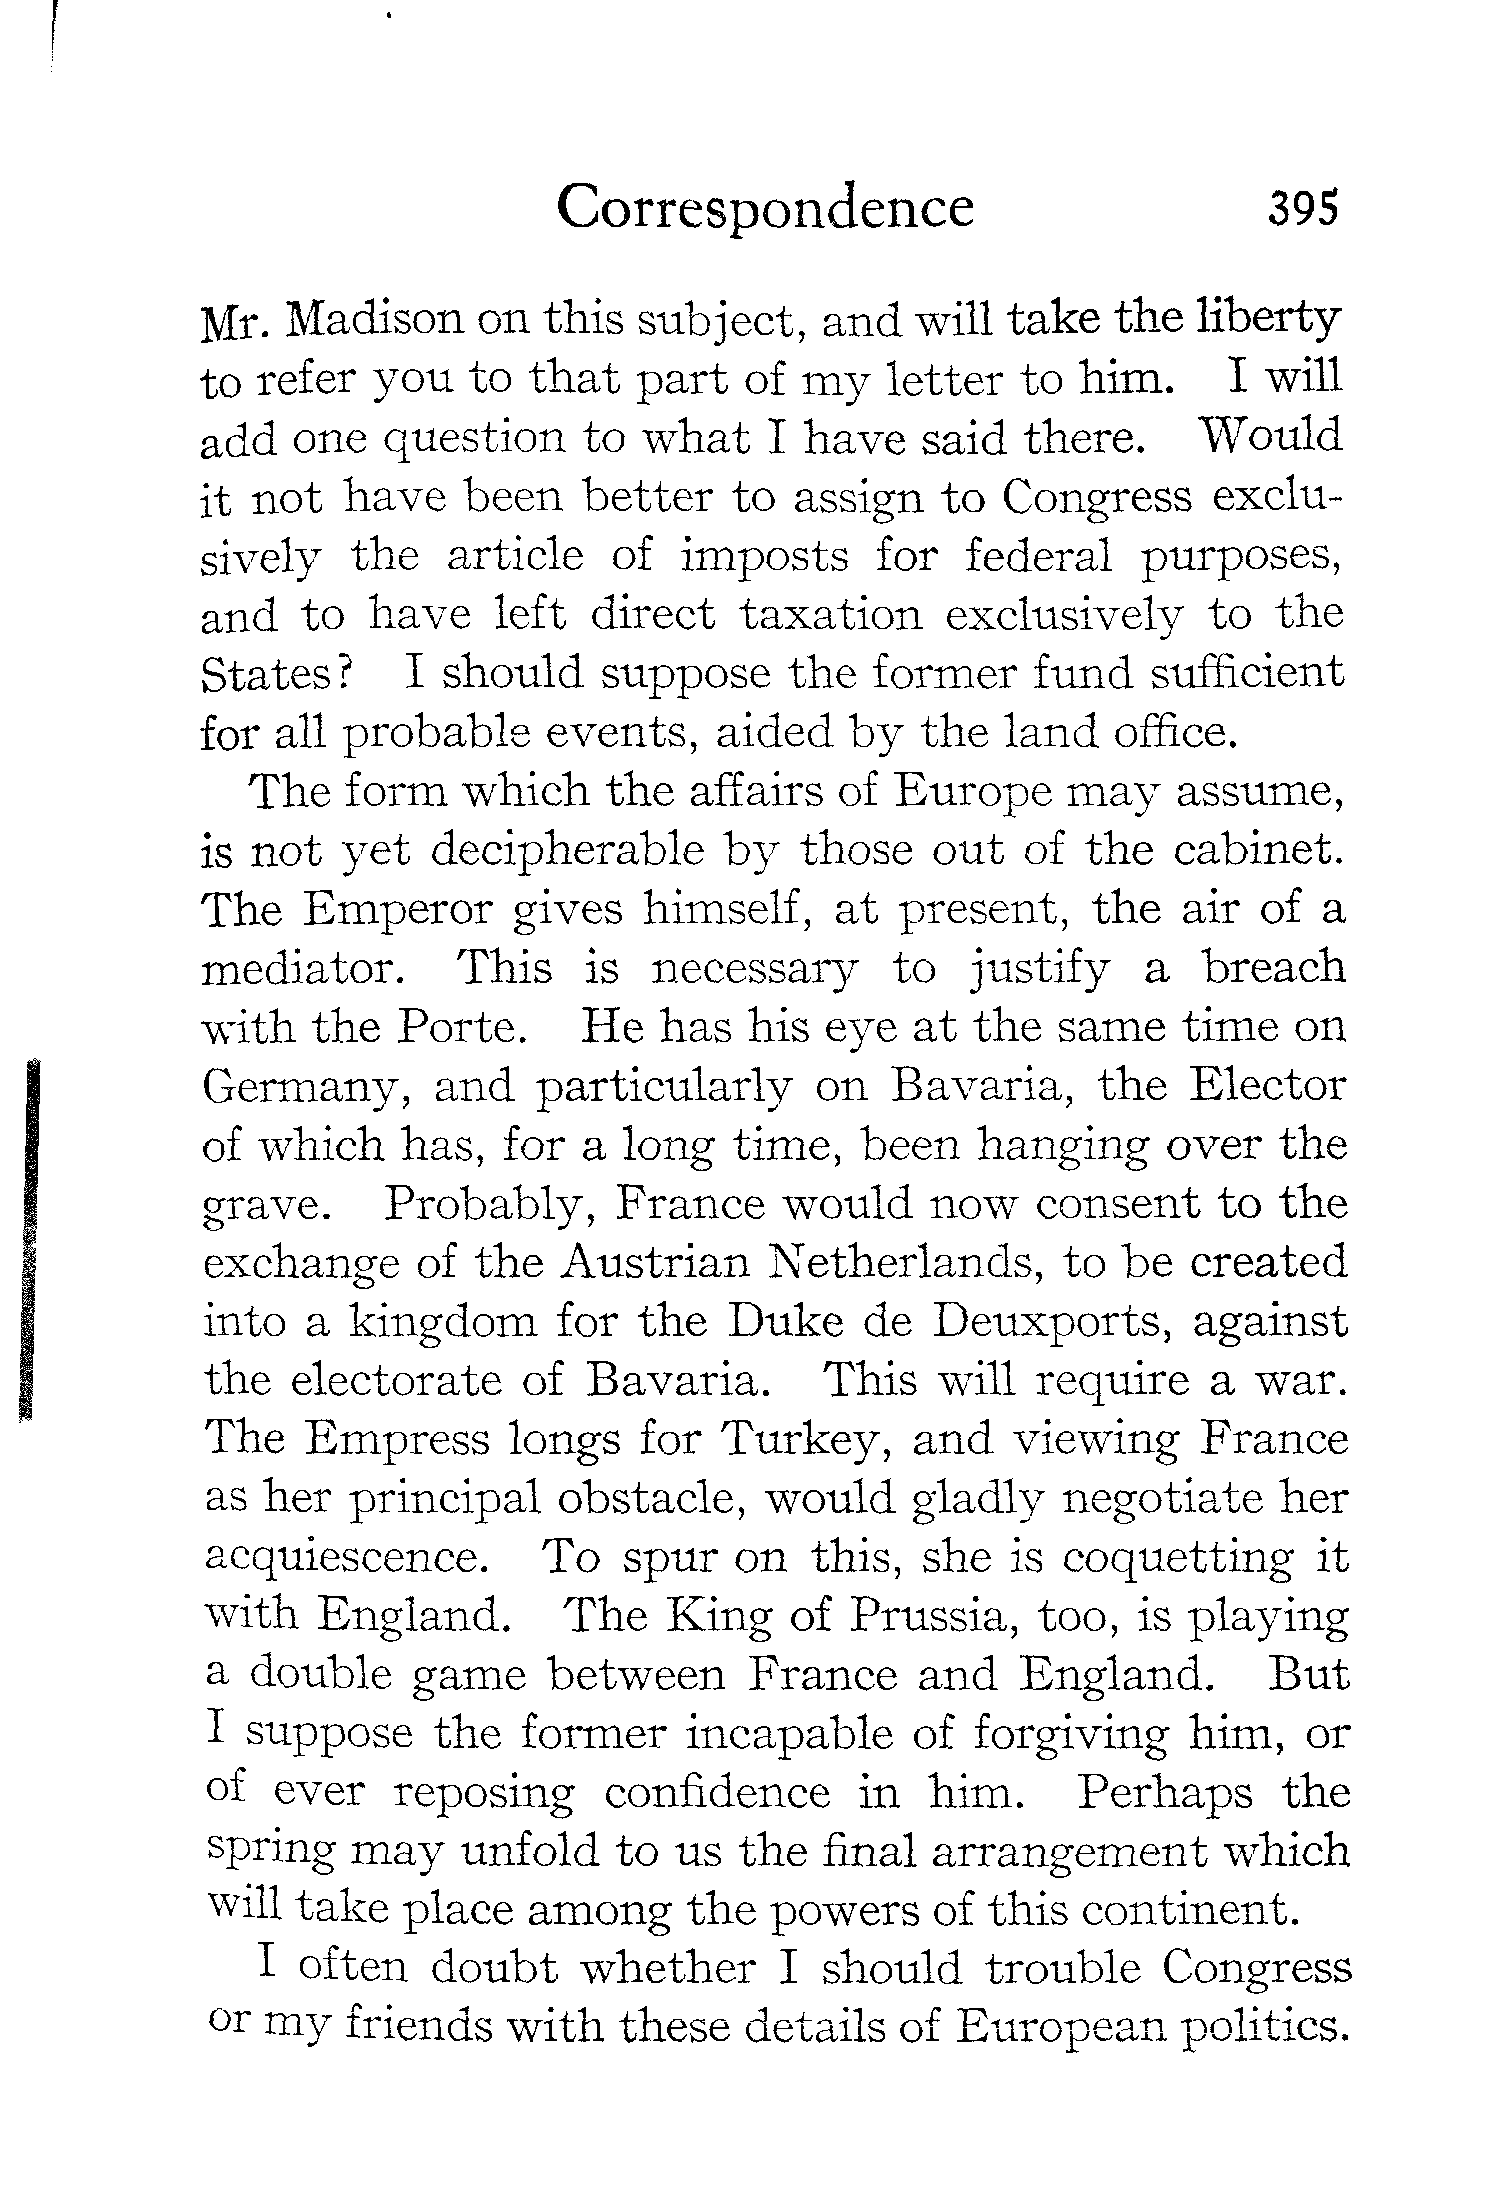 Correspondence 395
Mr. Madison on this subject, and will take the liberty
to refer you to that part of my letter to him. I will
add one question to what I have said there. Would
it not have been better to assign to Congress exclu-
sively the article of imposts for federal purposes,
and to have left direct taxation exclusively to the
States? I should suppose the former fund sufficient
for all probable events, aided by the land office.
The form which the affairs of Europe may assume,
is not yet decipherable by those out of the cabinet.
The Emperor gives himself, at present, the air of a
mediator. This is necessary to justify a breach
with the Porte. He has his eye at the same time on
Germany, and particularly on Bavaria, the Elector
of which has, for a long time, been hanging over the
grave. Probably, France would now consent to the
exchange of the Austrian Netherlands, to be created
into a kingdom for the Duke de Deuxports, against
the electorate of Bavaria. This will require a war.
The Empress longs for Turkey, and viewing France
as her principal obstacle, would gladly negotiate her
acquiescence. To spur on this, she is coquetting it
with England. The King of Prussia, too, is playing
a double game between France and England. But
I suppose the former incapable of forgiving him, or
of ever reposing confidence in him. Perhaps the
spring may unfold to us the final arrangement which
will take place among the powers of this continent.
I often doubt whether I should trouble Congress
or my friends with these details of European politics.